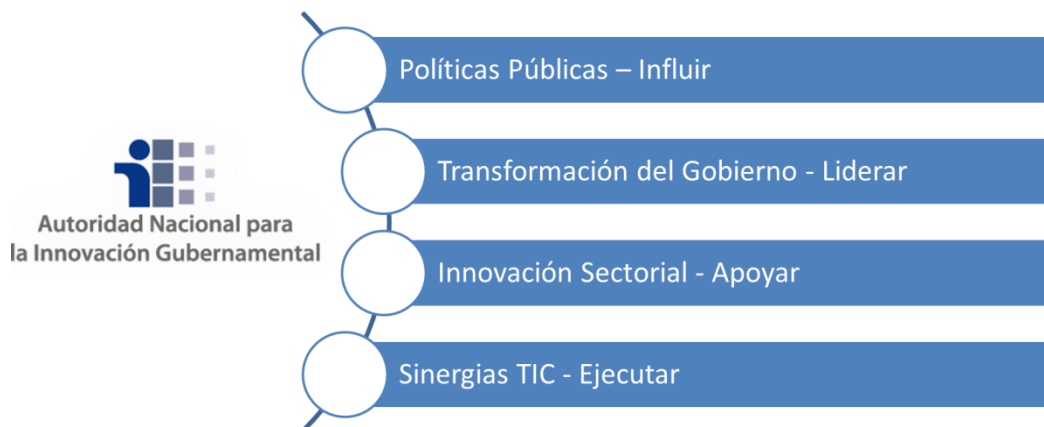 Autoridad Nacional para
la Innovación Gubernamental
Políticas Públicas – Influir
Transformación del Gobierno - Liderar
Innovación Sectorial - Apoyar
Sinergias TIC - Ejecutar